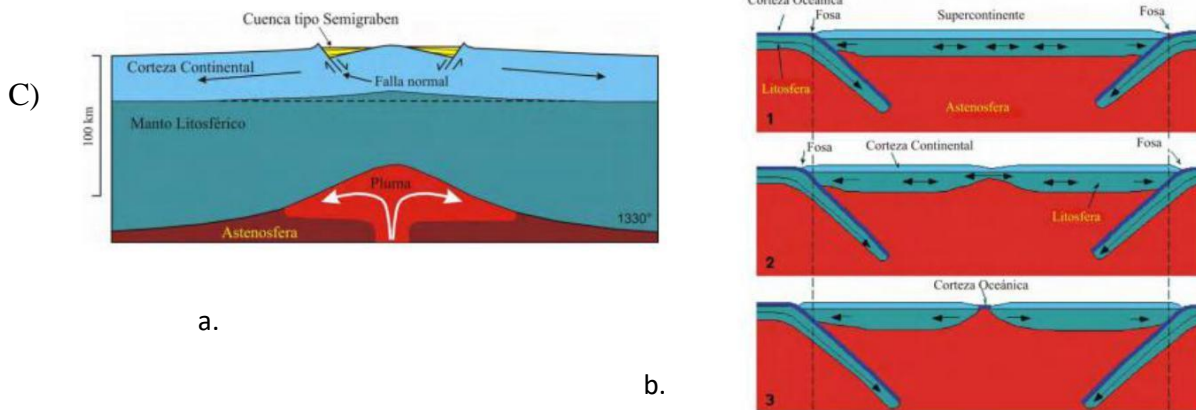 C)
Cuenca tipo Semigraben
Corteza Continental
Falla normal
100 km
Manto Litosférico
Pluma
Astenosfera
1330°
a.
Corteza Oceánica
Fosa
Supercontinente
Fosa
Litosfera
Astenosfera
1
Fosa
Corteza Continental
Fosa
Litosfera
2
Corteza Oceánica
3
b.